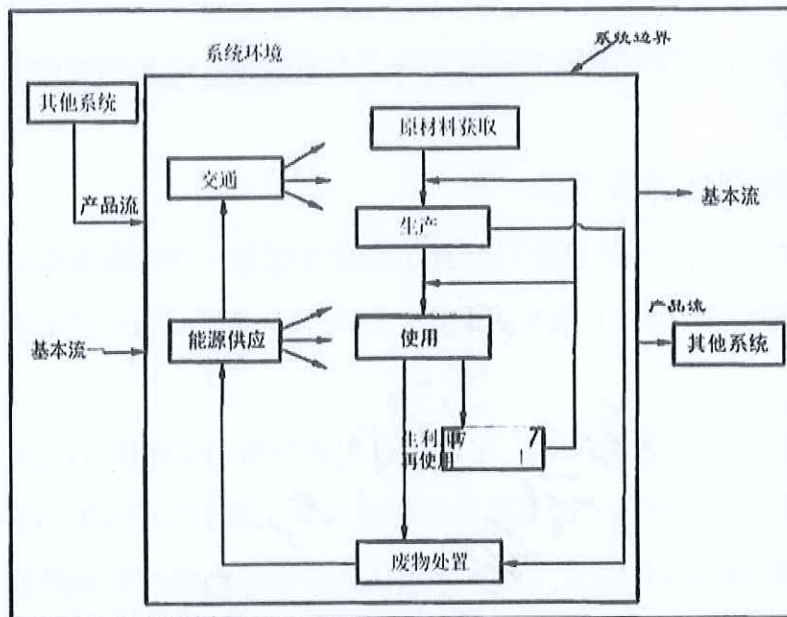 系统环境
系统边界
其他系统
原材料获取
交通
产品流
基本流
生产
产品流
基本流
能源供应
使用
其他系统
再使用
废物处置